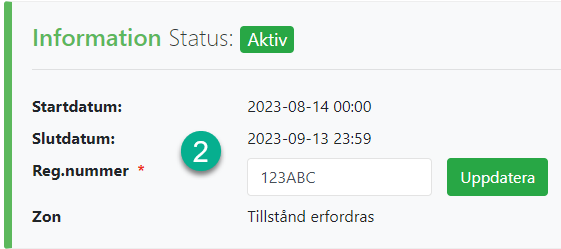 Information Status: Aktiv
Startdatum: 2023-08-14 00:00
Slutdatum: 2023-09-13 23:59
2
Reg.nummer * 123ABC Uppdatera
Zon Tillstånd erfordras